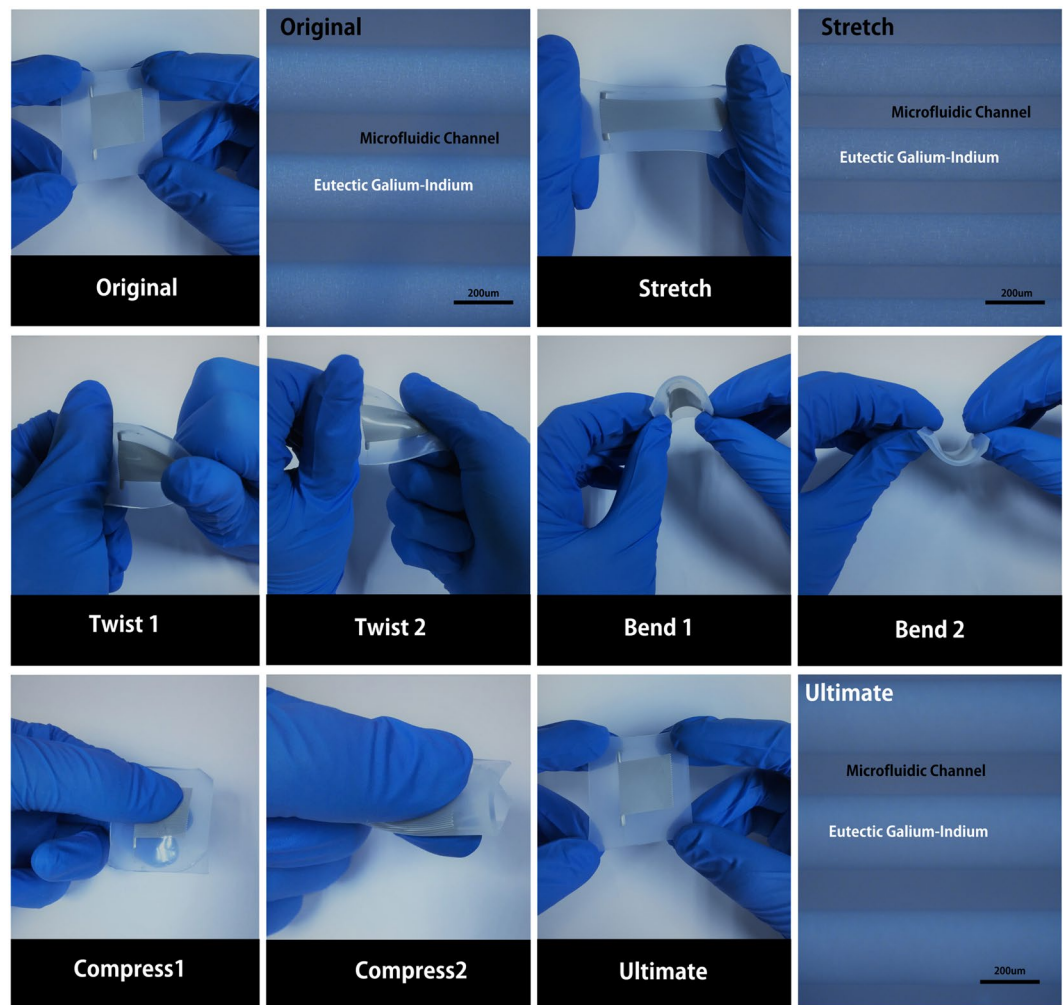 Original
Microfluidic Channel
Eutectic Galium-Indium
200um
Original
Stretch
Microfluidic Channel
Eutectic Galium-Indium
200um
Stretch
Twist 1
Twist 2
Bend 1
Bend 2
Ultimate
Microfluidic Channel
Eutectic Galium-Indium
200um
Compress1
Compress2
Ultimate